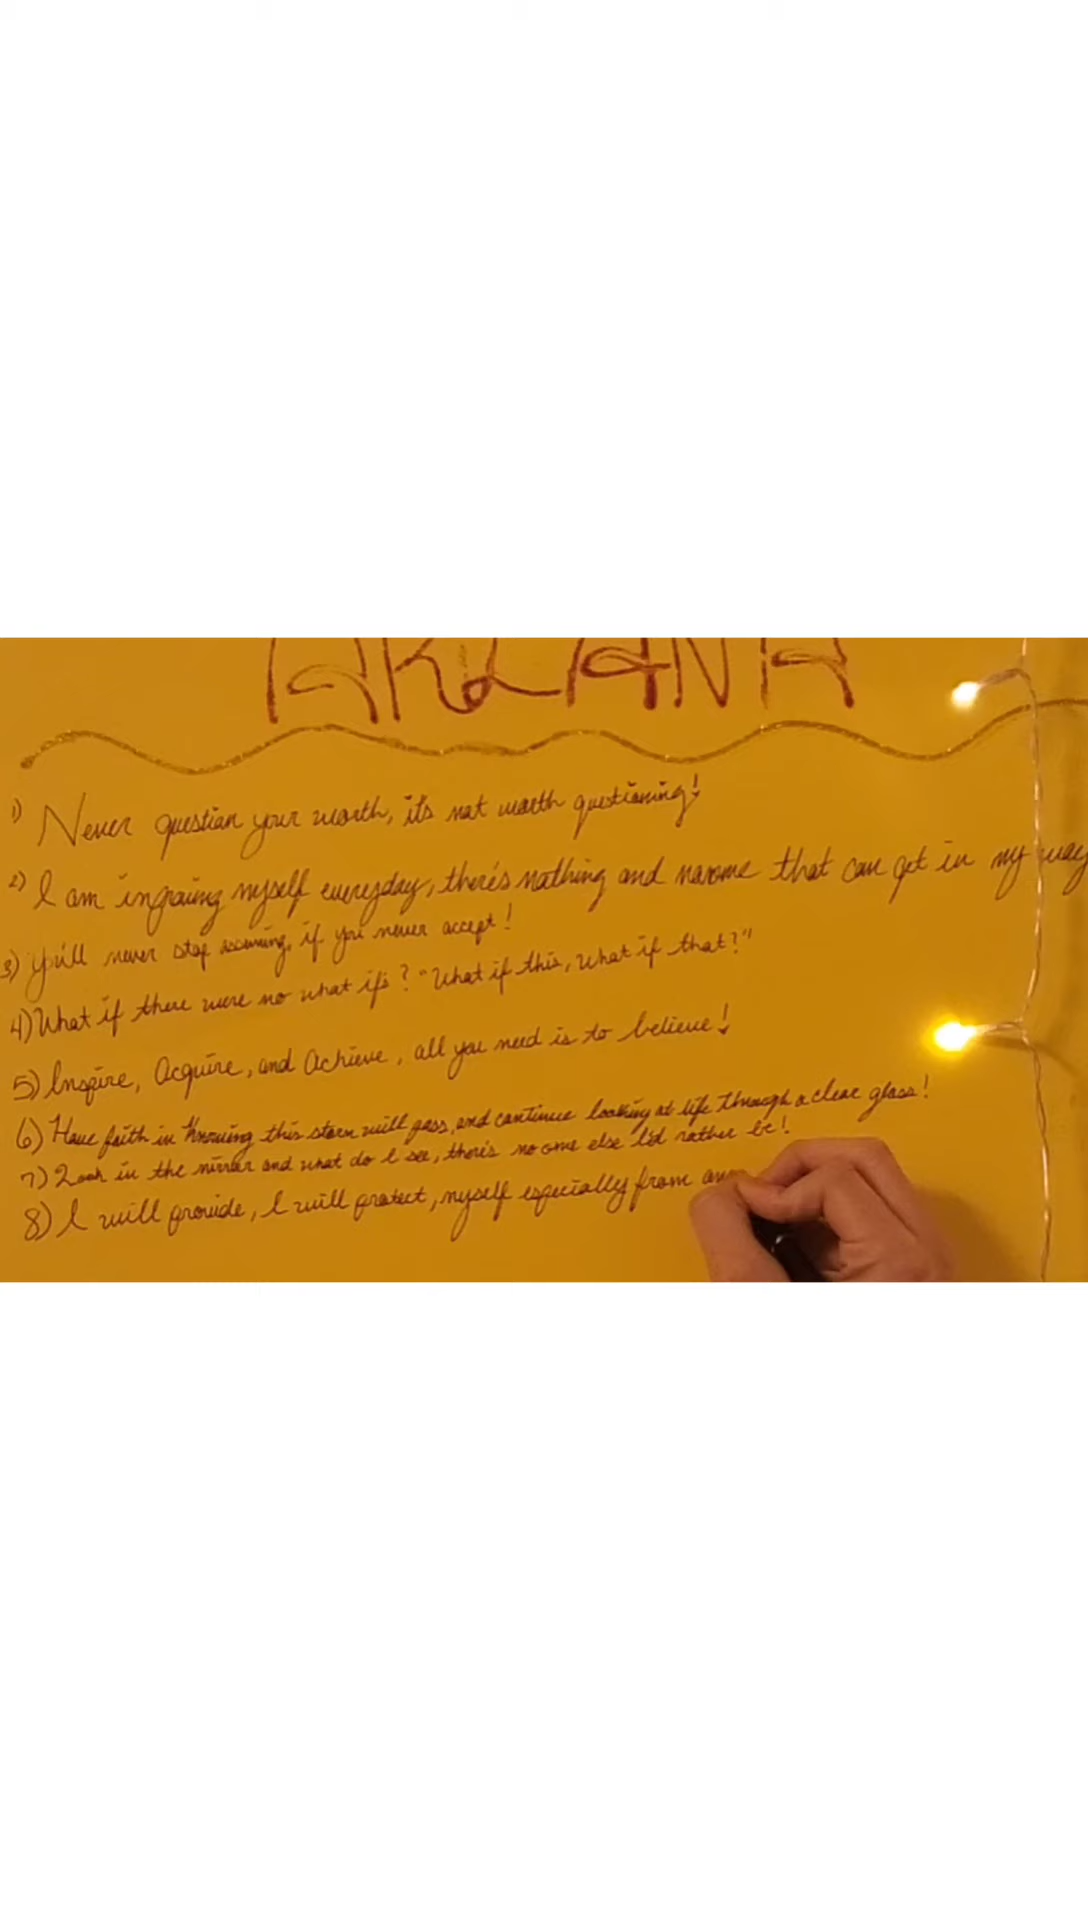 ARIANA
1) Never question your worth, it's not worth questioning!
2) I am improving myself everyday, there's nothing and noone that can get in my way
3) You'll never stop assuming, if you never accept!
4) What if there were no what ifs? "What if this, What if that?"
5) Inspire, Acquire, and Achieve, all you need is to believe!
6) Have faith in knowing this storm will pass, and continue looking at life through a clear glass!
7) Look in the mirror and what do I see, there's no one else I'd rather be!
8) I will provide, I will protect, myself especially from